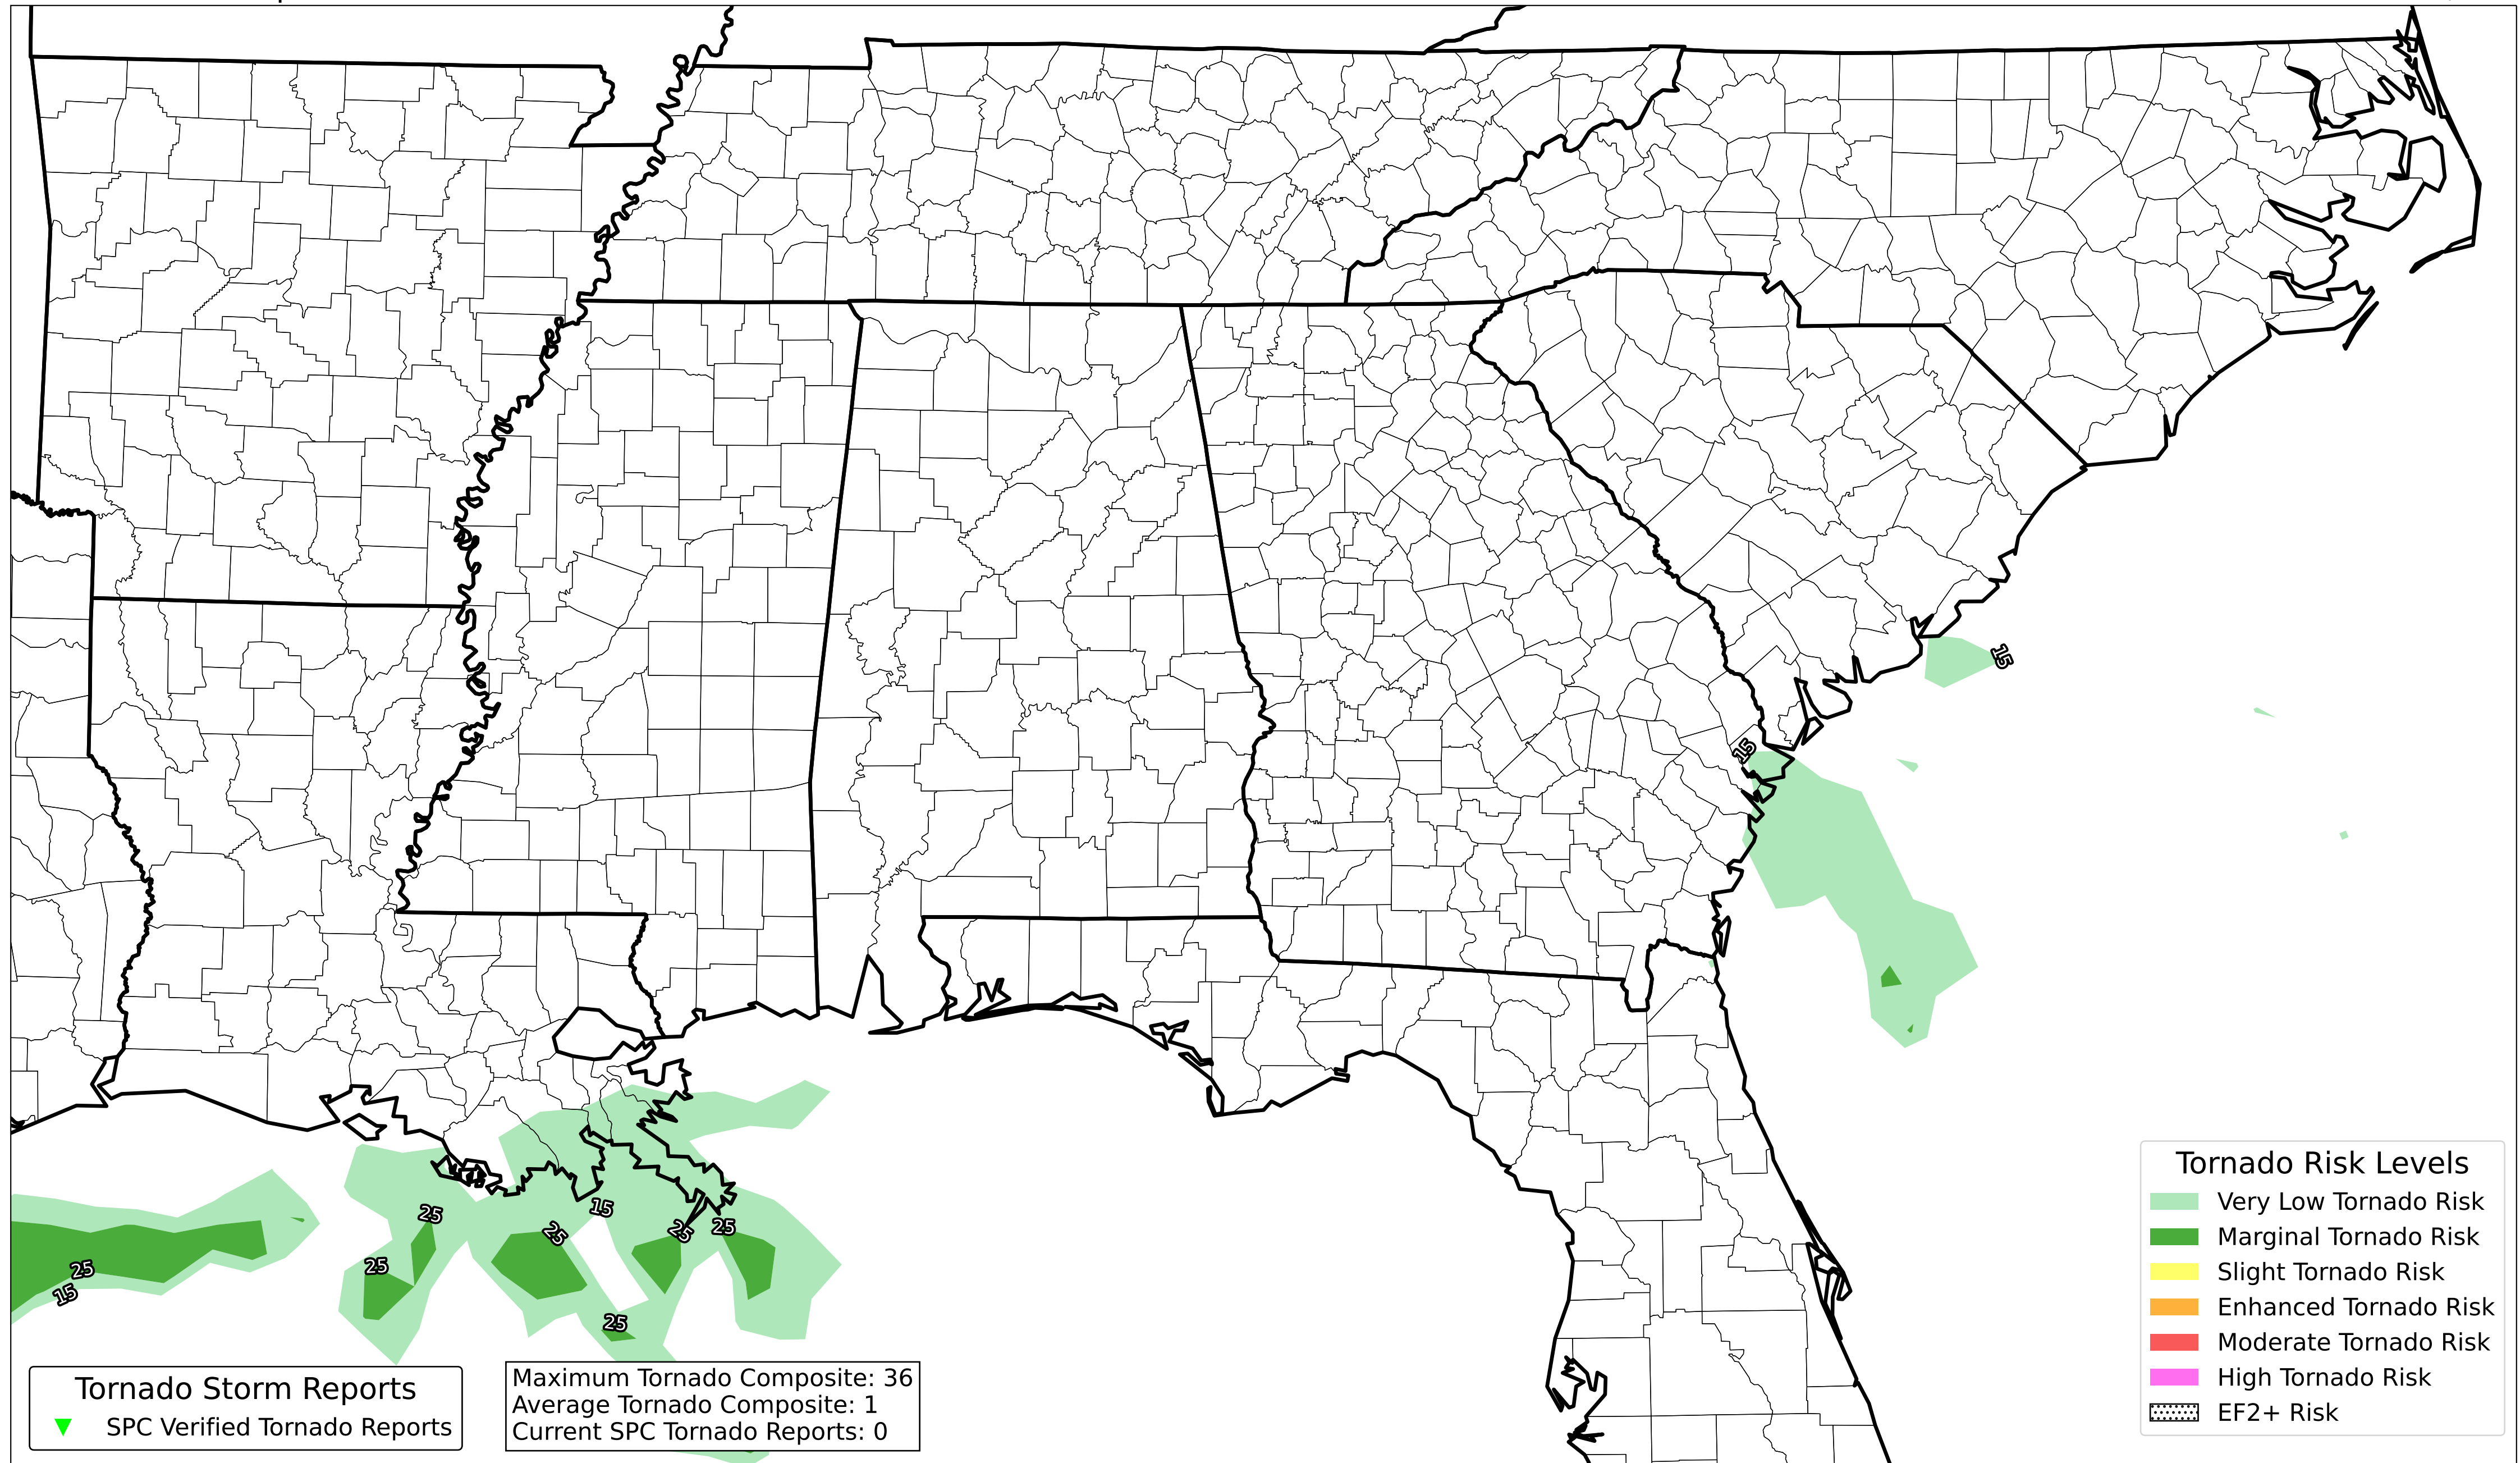 15
15
25
25
15
25
25
25
25
15
25
Tornado Storm Reports
SPC Verified Tornado Reports
Maximum Tornado Composite: 36
Average Tornado Composite: 1
Current SPC Tornado Reports: 0
Tornado Risk Levels
Very Low Tornado Risk
Marginal Tornado Risk
Slight Tornado Risk
Enhanced Tornado Risk
Moderate Tornado Risk
High Tornado Risk
EF2+ Risk